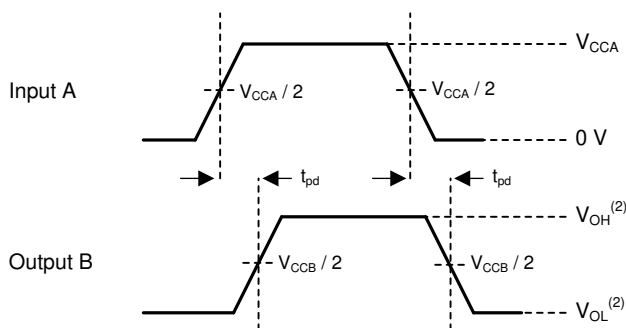 V_CCA
Input A
V_CCA / 2
V_CCA / 2
0 V
t_pd
t_pd
V_OH^(2)
Output B
V_CCB / 2
V_CCB / 2
V_OL^(2)